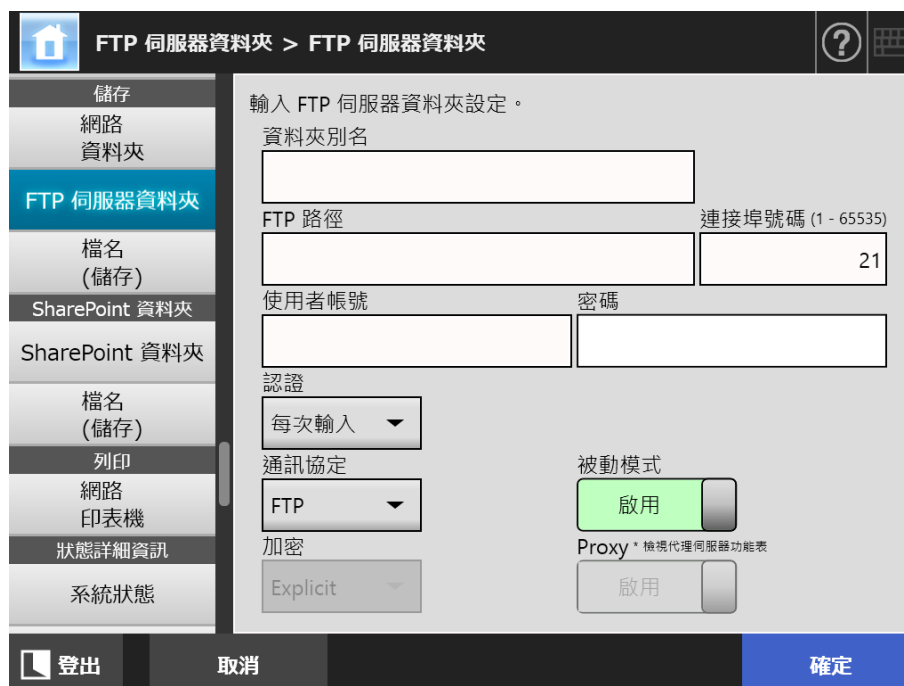 FTP 伺服器資料夾 > FTP 伺服器資料夾
?
儲存
網路
資料夾
FTP 伺服器資料夾
檔名
(儲存)
SharePoint 資料夾
SharePoint 資料夾
檔名
(儲存)
列印
網路
印表機
狀態詳細資訊
系統狀態
輸入 FTP 伺服器資料夾設定。
資料夾別名
FTP 路徑
連接埠號碼 (1 - 65535)
21
使用者帳號
密碼
認證
每次輸入
通訊協定
被動模式
FTP
啟用
加密
Proxy * 檢視代理伺服器功能表
Explicit
啟用
登出
取消
確定